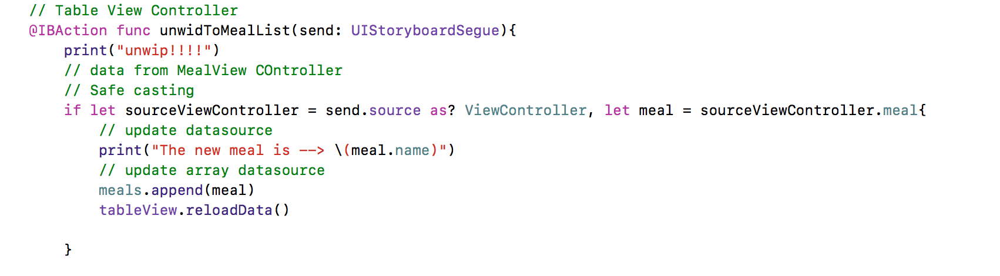 // Table View Controller
@IBAction func unwidToMealList(send: UIStoryboardSegue){
print("unwip!!!!")
// data from MealView COntroller
// Safe casting
if let sourceViewController = send.source as? ViewController, let meal = sourceViewController.meal{
// update datasource
print("The new meal is --> \(meal.name)")
// update array datasource
meals.append(meal)
tableView.reloadData()
}